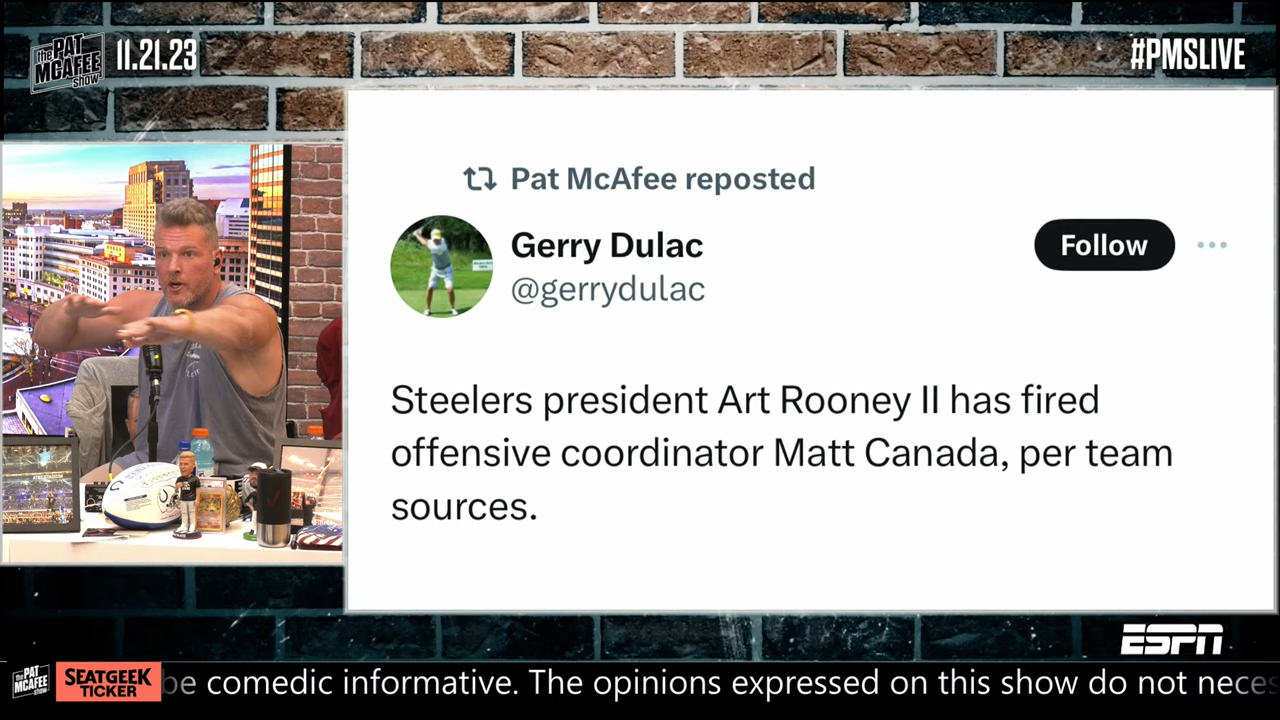 the PAT MCAFEE show
11.21.23
#PMSLIVE
Pat McAfee reposted
Gerry Dulac
Follow
@gerrydulac
Steelers president Art Rooney II has fired
offensive coordinator Matt Canada, per team
sources.
ESPN
the PAT MCAFEE show
SEATGEEK
TICKER
be comedic informative. The opinions expressed on this show do not neces